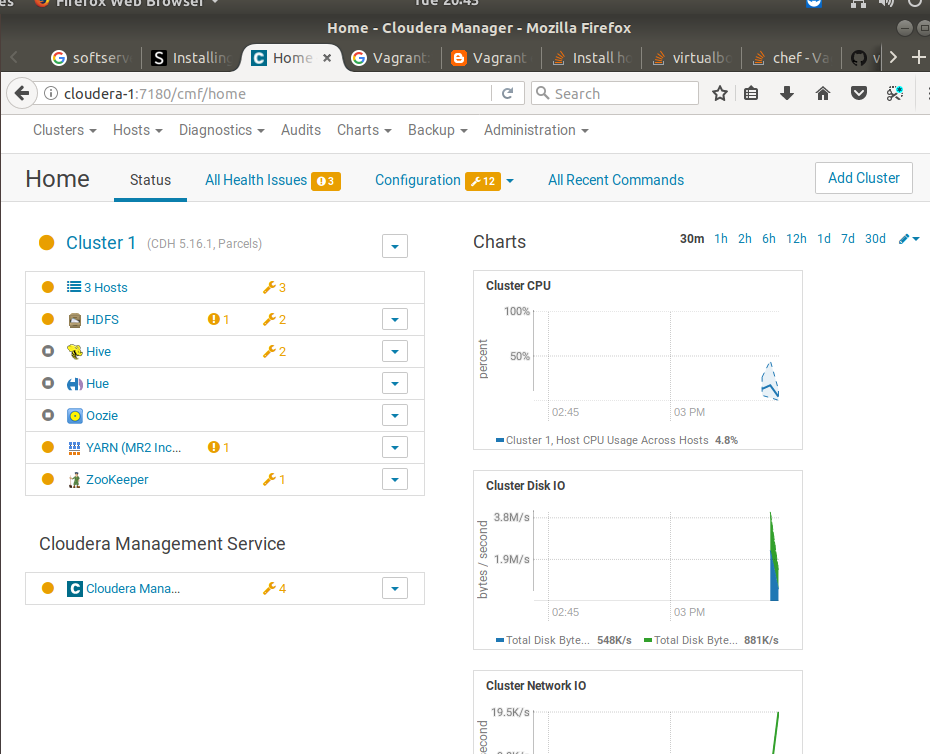 es Firefox Web Browser Tue 20:43
Home - Cloudera Manager - Mozilla Firefox
softserv Installing Home × Vagrant Vagrant Install ho virtualbo chef - Va v
cloudera-1:7180/cmf/home Search
Clusters Hosts Diagnostics Audits Charts Backup Administration
Home Status All Health Issues 3 Configuration 12 All Recent Commands Add Cluster
Cluster 1 (CDH 5.16.1, Parcels)
3 Hosts 3
HDFS 1 2
Hive 2
Hue
Oozie
YARN (MR2 Inc... 1
ZooKeeper 1
Cloudera Management Service
Cloudera Mana... 4
Charts 30m 1h 2h 6h 12h 1d 7d 30d
Cluster CPU
100%
50%
percent
02:45 03 PM
Cluster 1, Host CPU Usage Across Hosts 4.8%
Cluster Disk IO
3.8M/s
1.9M/s
bytes / second
02:45 03 PM
Total Disk Byte... 548K/s Total Disk Byte... 881K/s
Cluster Network IO
19.5K/s
second